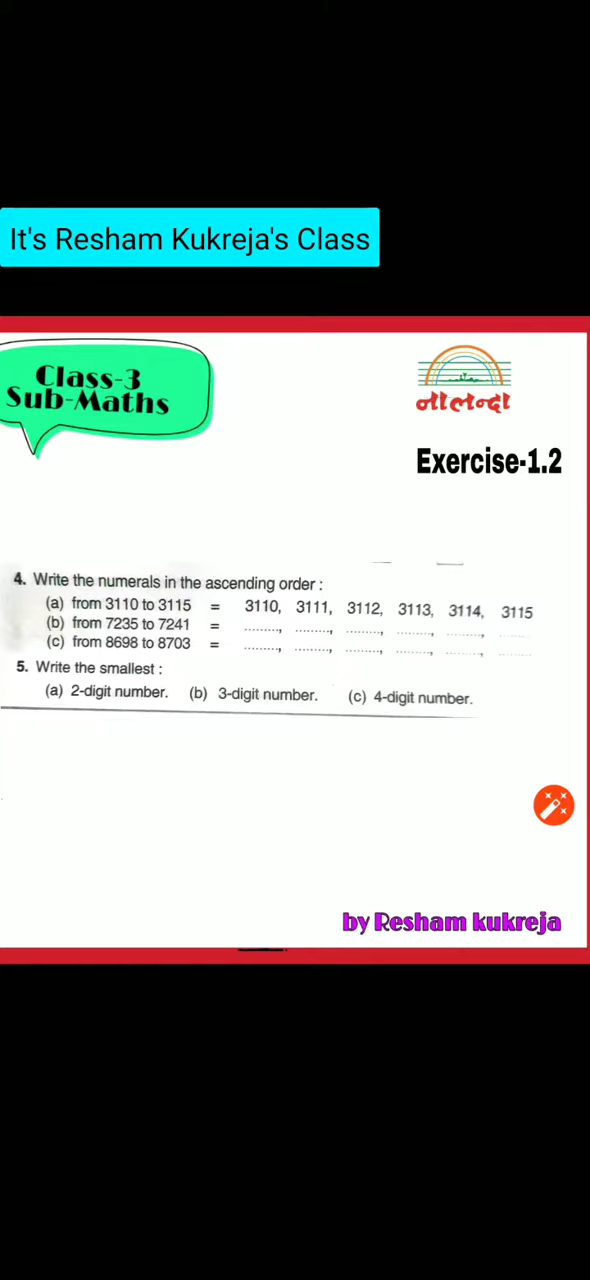 It's Resham Kukreja's Class
Class-3
Sub-Maths
नालन्दा
Exercise-1.2
4. Write the numerals in the ascending order :
(a) from 3110 to 3115 = 3110, 3111, 3112, 3113, 3114, 3115
(b) from 7235 to 7241 = ........., ........., ........., ........., ........., .........
(c) from 8698 to 8703 = ........., ........., ........., ........., ........., .........
5. Write the smallest :
(a) 2-digit number. (b) 3-digit number. (c) 4-digit number.
by Resham kukreja